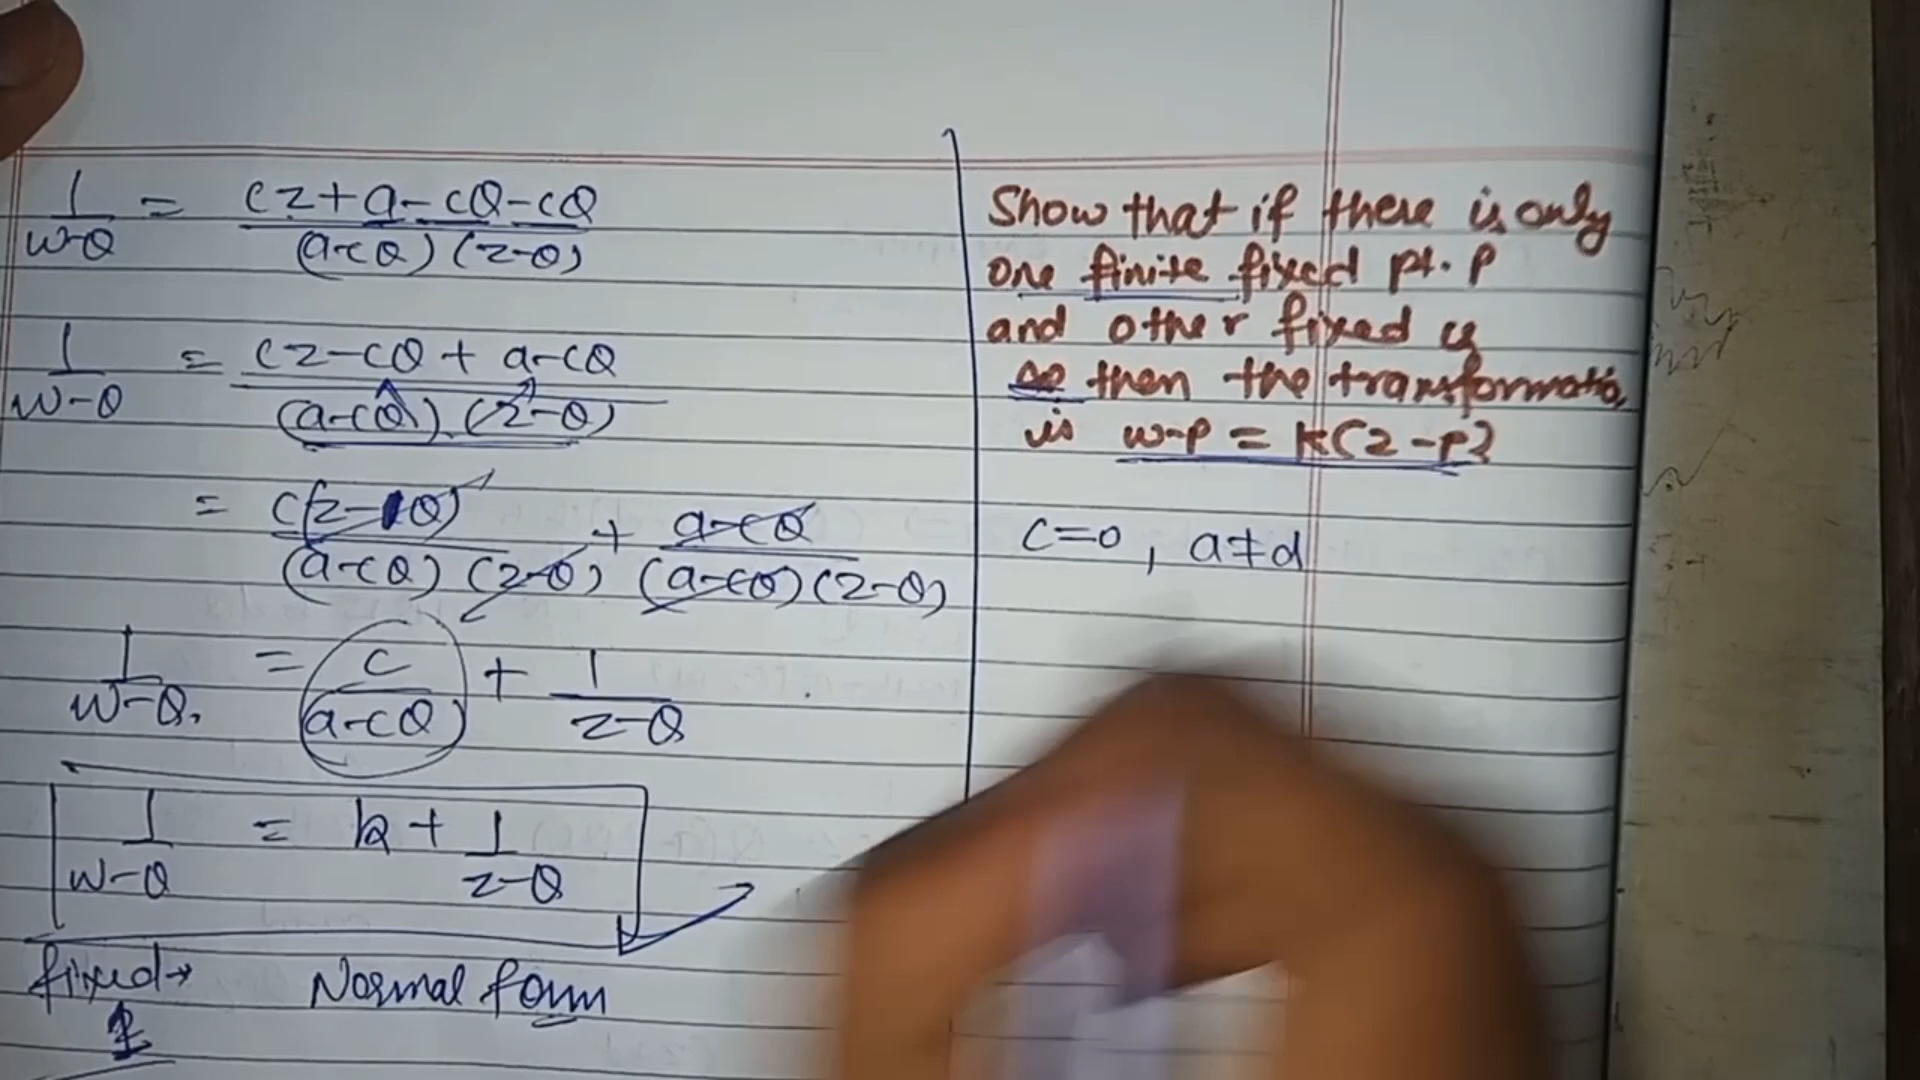 1/w-Q = cz+a-cQ-cQ/(a-cQ)(z-Q)
1/w-Q = cz-cQ+a-cQ/(a-cQ).(z-Q)
= c(z-Q)/(a-cQ)(z-Q) + a-cQ/(a-cQ)(z-Q)
1/w-Q. = c/a-cQ + 1/z-Q
1/w-Q = k+1/z-Q
fixed→ Normal form
Show that if there is only
one finite fixed pt. P
and other fixed is
∞ then the transformatio
is w-p = k(z-p)
c=0, a≠d